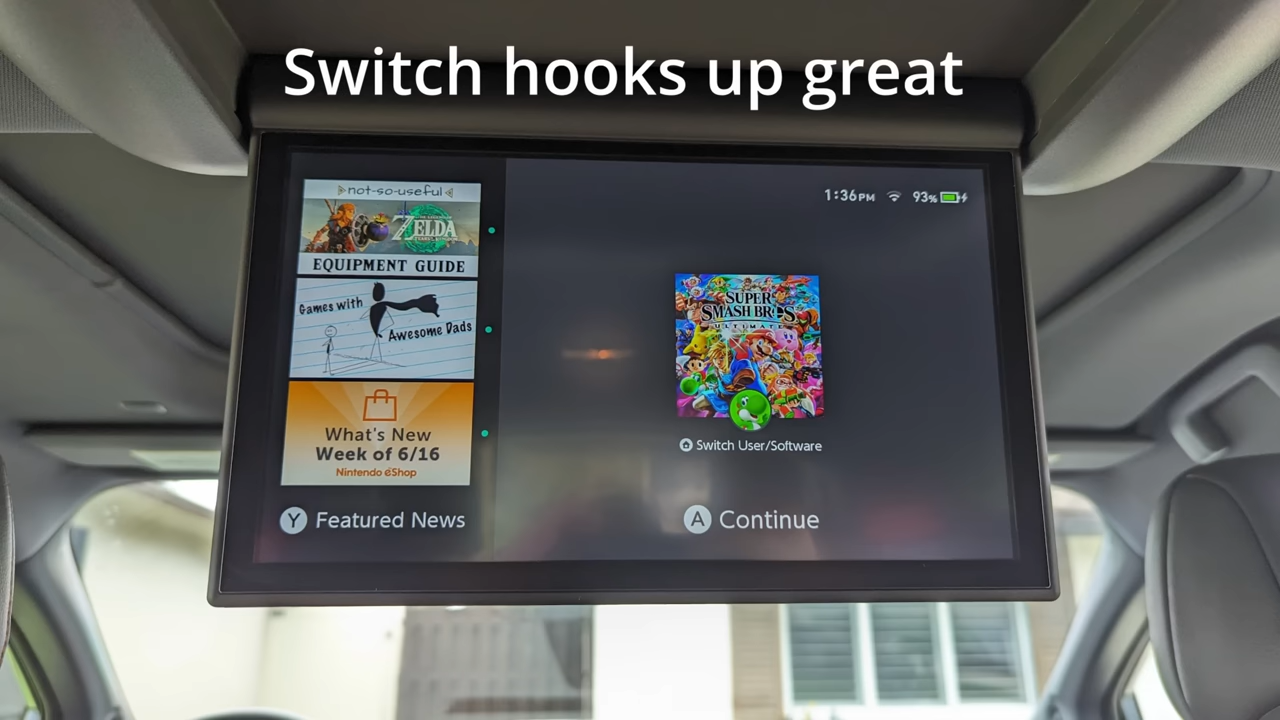 Switch hooks up great
not-so-useful
ZELDA
EQUIPMENT GUIDE
Games with
Awesome Dads
What's New
Week of 6/16
Nintendo eShop
Y Featured News
1:36PM 93%
SUPER
SMASH BROS
ULTIMATE
Switch User/Software
A Continue